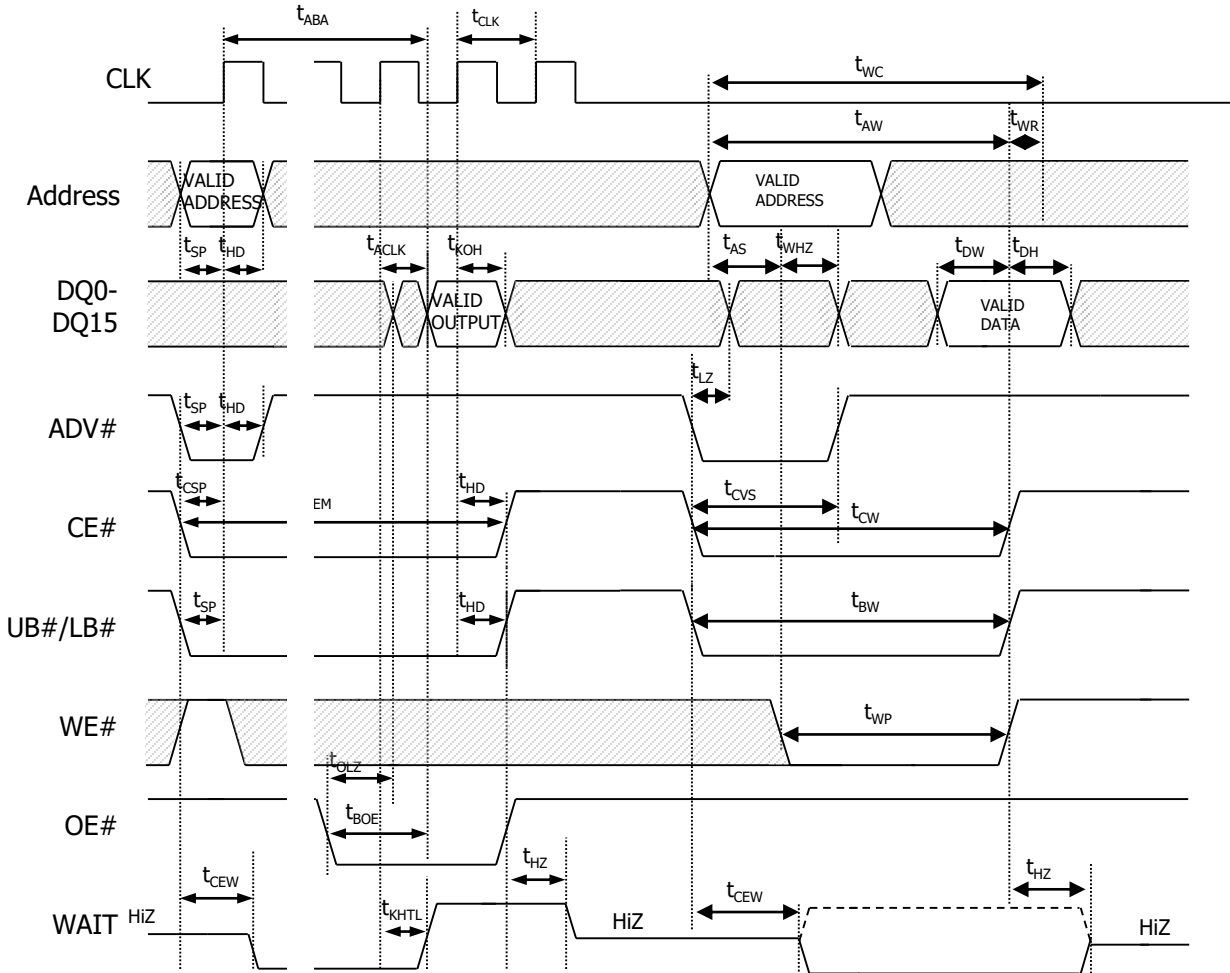 tABA
tCLK
CLK
tWC
tAW
tWR
Address
VALID
ADDRESS
VALID
ADDRESS
tSP
tHD
tACLK
tKOH
tAS
tWHZ
tDW
tDH
DQ0-
DQ15
VALID
OUTPUT
VALID
DATA
tLZ
ADV#
tSP
tHD
tCSP
EM
tHD
tCVS
CE#
tCW
UB#/LB#
tSP
tHD
tBW
WE#
tWP
tOLZ
OE#
tBOE
tHZ
tCEW
tKHTL
tCEW
tHZ
WAIT
HiZ
HiZ
HiZ